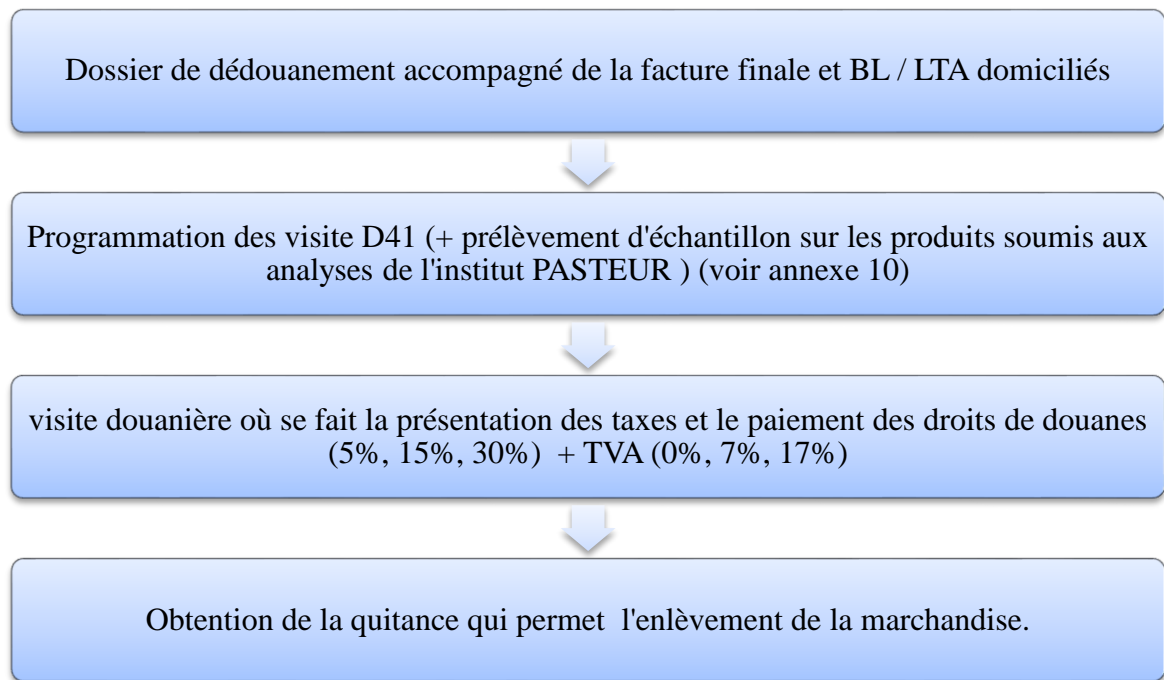 Dossier de dédouanement accompagné de la facture finale et BL / LTA domiciliés
Programmation des visite D41 (+ prélèvement d'échantillon sur les produits soumis aux
analyses de l'institut PASTEUR ) (voir annexe 10)
visite douanière où se fait la présentation des taxes et le paiement des droits de douanes
(5%, 15%, 30%) + TVA (0%, 7%, 17%)
Obtention de la quitance qui permet l'enlèvement de la marchandise.